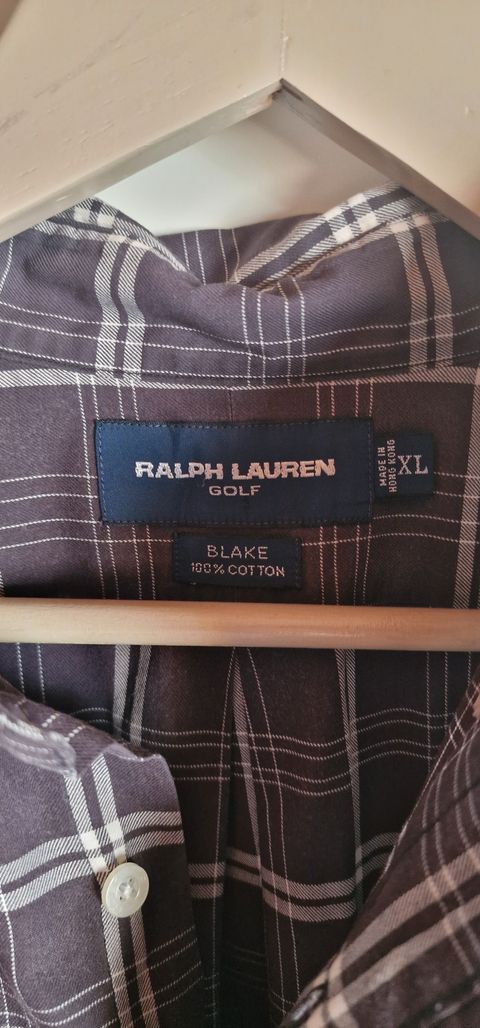 RALPH LAUREN
GOLF
MADE IN
HONG KONG
XL
BLAKE
100% COTTON